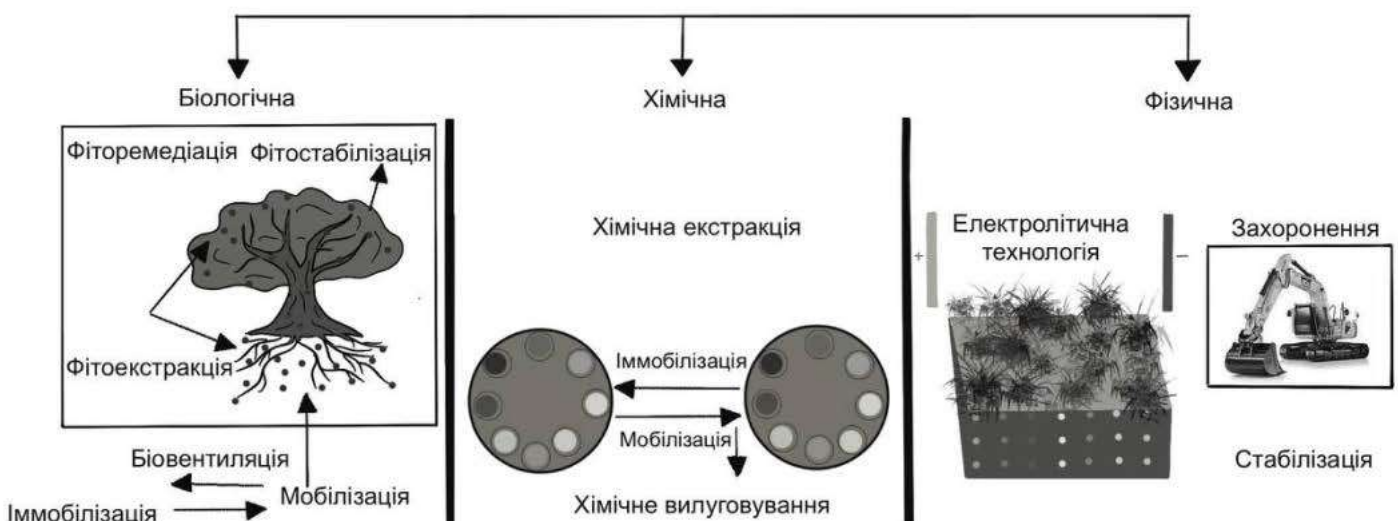 Біологічна
Хімічна
Фізична
Фіторемедіація
Фітостабілізація
Фітоекстракція
Біовентиляція
Мобілізація
Іммобілізація
Хімічна екстракція
Іммобілізація
Мобілізація
Хімічне вилуговування
+
Електролітична
технологія
−
Захоронення
Стабілізація